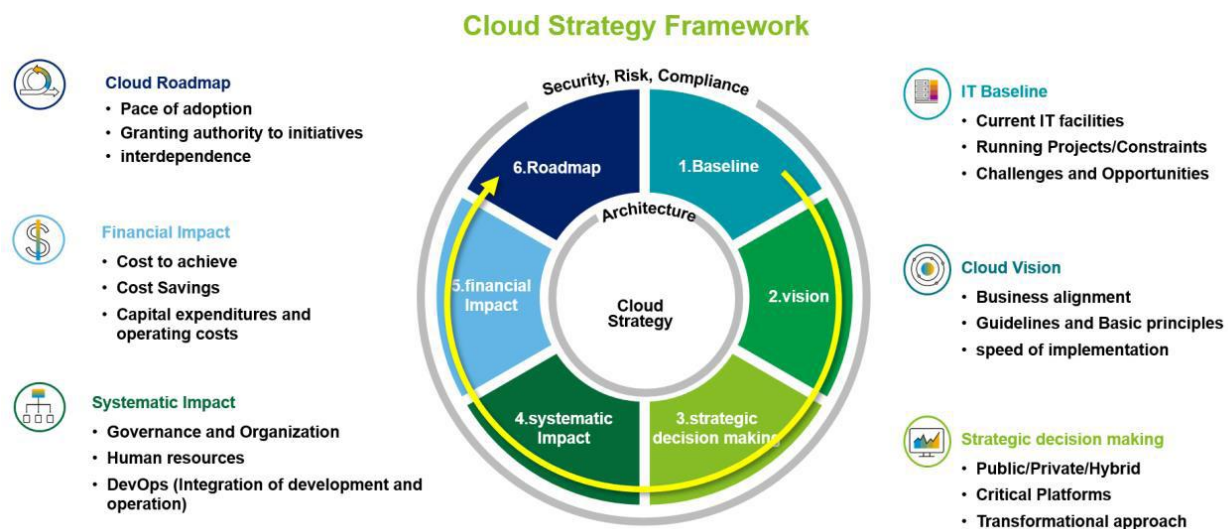 Cloud Strategy Framework
Cloud Roadmap
• Pace of adoption
• Granting authority to initiatives
• interdependence
Financial Impact
• Cost to achieve
• Cost Savings
• Capital expenditures and
operating costs
Systematic Impact
• Governance and Organization
• Human resources
• DevOps (Integration of development and
operation)
Security, Risk, Compliance
6.Roadmap
1.Baseline
Architecture
5.financial
Impact
2.vision
Cloud
Strategy
4.systematic
Impact
3.strategic
decision making
IT Baseline
• Current IT facilities
• Running Projects/Constraints
• Challenges and Opportunities
Cloud Vision
• Business alignment
• Guidelines and Basic principles
• speed of implementation
Strategic decision making
• Public/Private/Hybrid
• Critical Platforms
• Transformational approach